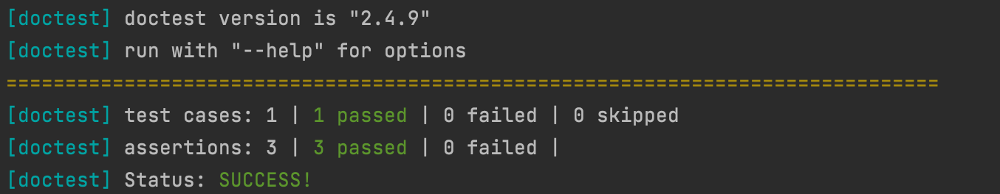 [doctest] doctest version is "2.4.9"
[doctest] run with "--help" for options
===============================================================================
[doctest] test cases: 1 | 1 passed | 0 failed | 0 skipped
[doctest] assertions: 3 | 3 passed | 0 failed |
[doctest] Status: SUCCESS!